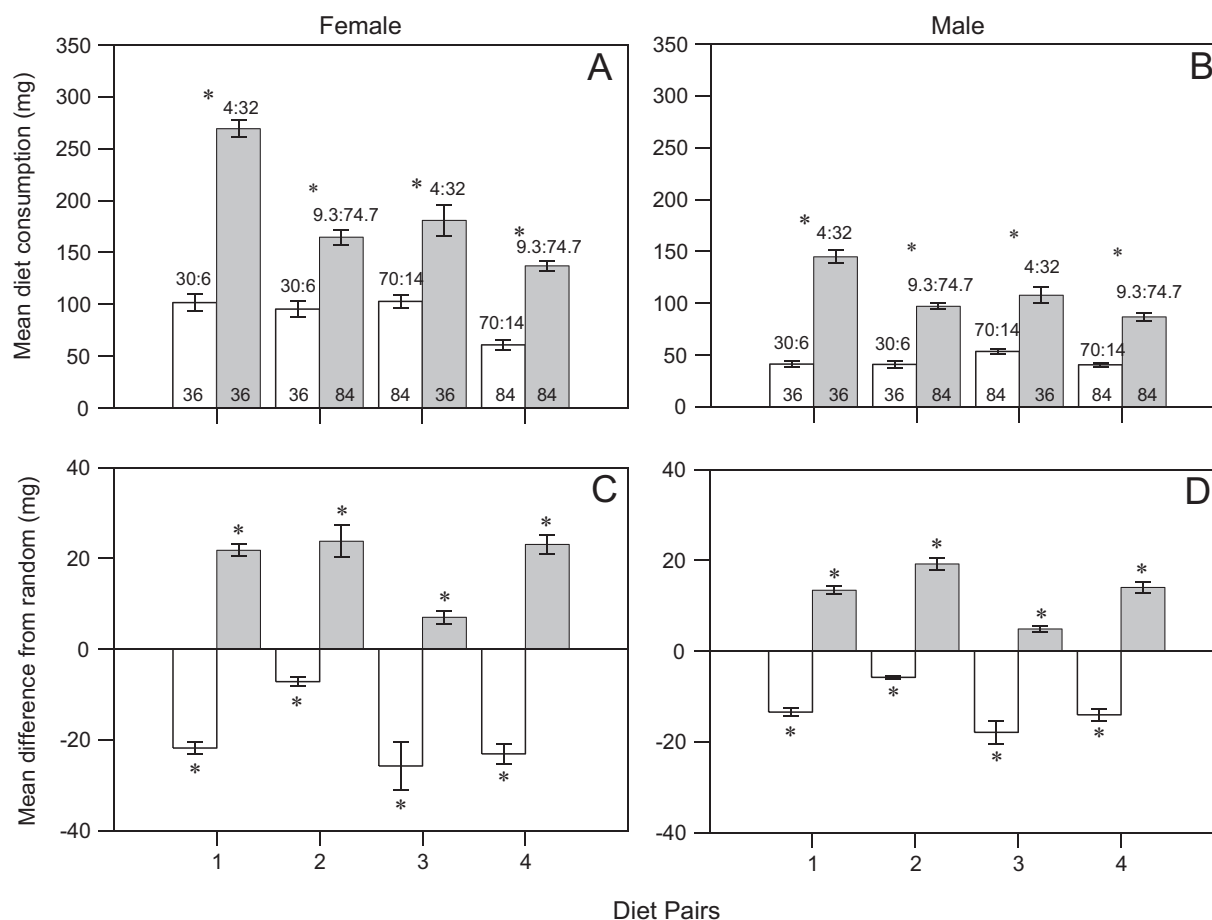 Female
Male
Mean diet consumption (mg)
350
300
250
200
150
100
50
0
A
* 4:32
30:6
* 9.3:74.7
30:6
* 4:32
70:14
* 9.3:74.7
70:14
36 36 36 84 84 36 84 84
350
300
250
200
150
100
50
0
B
* 4:32
30:6
* 9.3:74.7
30:6
* 4:32
70:14
* 9.3:74.7
70:14
36 36 36 84 84 36 84 84
Mean difference from random (mg)
40
20
0
-20
-40
C
* * * *
* * * *
1 2 3 4
40
20
0
-20
-40
D
* * * *
* * * *
1 2 3 4
Diet Pairs